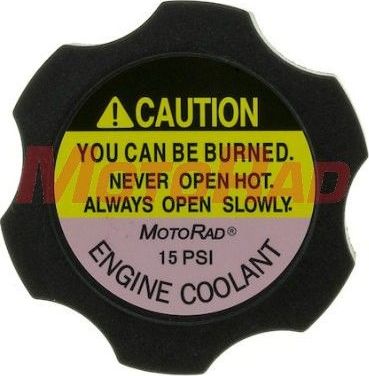 ⚠CAUTION
YOU CAN BE BURNED.
NEVER OPEN HOT.
ALWAYS OPEN SLOWLY.
MOTORAD
MOTORAD®
15 PSI
ENGINE COOLANT